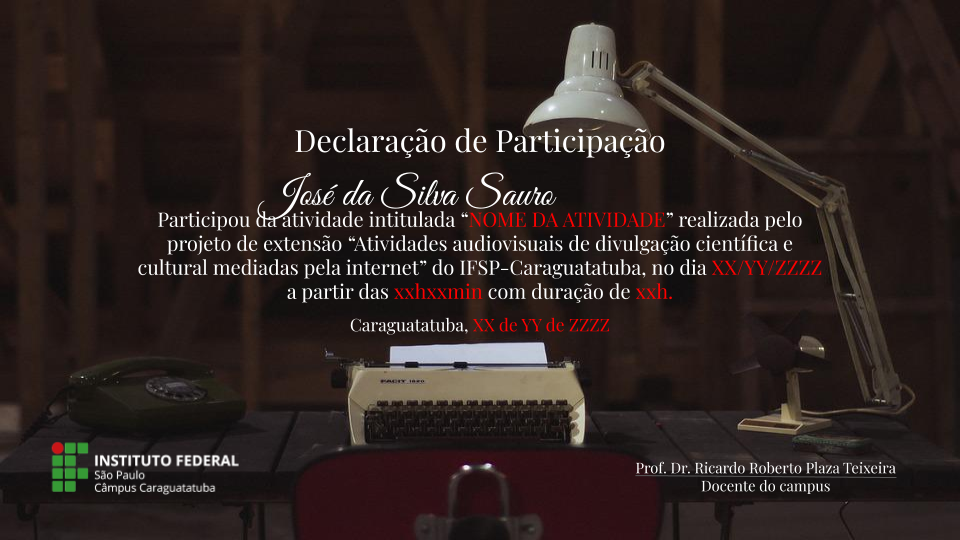 Declaração de Participação
José da Silva Sauro
Participou da atividade intitulada “NOME DA ATIVIDADE” realizada pelo
projeto de extensão “Atividades audiovisuais de divulgação científica e
cultural mediadas pela internet” do IFSP-Caraguatatuba, no dia XX/YY/ZZZZ
a partir das xxhxxmin com duração de xxh.
Caraguatatuba, XX de YY de ZZZZ
FACIT 1620
INSTITUTO FEDERAL
São Paulo
Câmpus Caraguatatuba
Prof. Dr. Ricardo Roberto Plaza Teixeira
Docente do campus